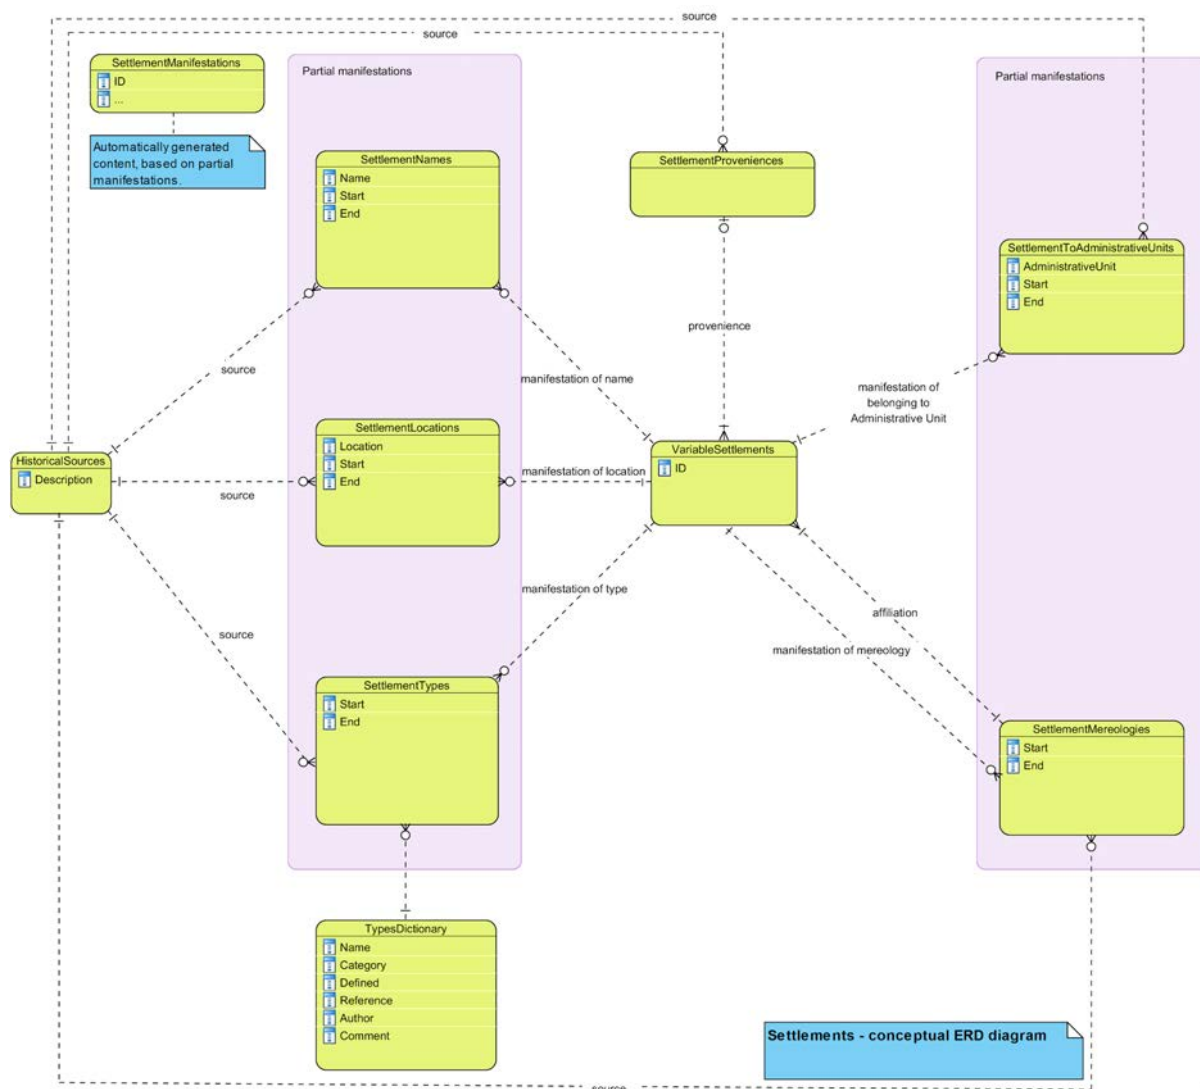 source
source
SettlementManifestations
ID
...
Automatically generated
content, based on partial
manifestations.
Partial manifestations
SettlementNames
Name
Start
End
SettlementProveniences
Partial manifestations
SettlementToAdministrativeUnits
AdministrativeUnit
Start
End
provenience
source
manifestation of name
manifestation of
belonging to
Administrative Unit
SettlementLocations
Location
Start
End
HistoricalSources
Description
source
manifestation of location
VariableSettlements
ID
manifestation of type
source
affiliation
manifestation of mereology
SettlementTypes
Start
End
SettlementMereologies
Start
End
TypesDictionary
Name
Category
Defined
Reference
Author
Comment
Settlements - conceptual ERD diagram
source